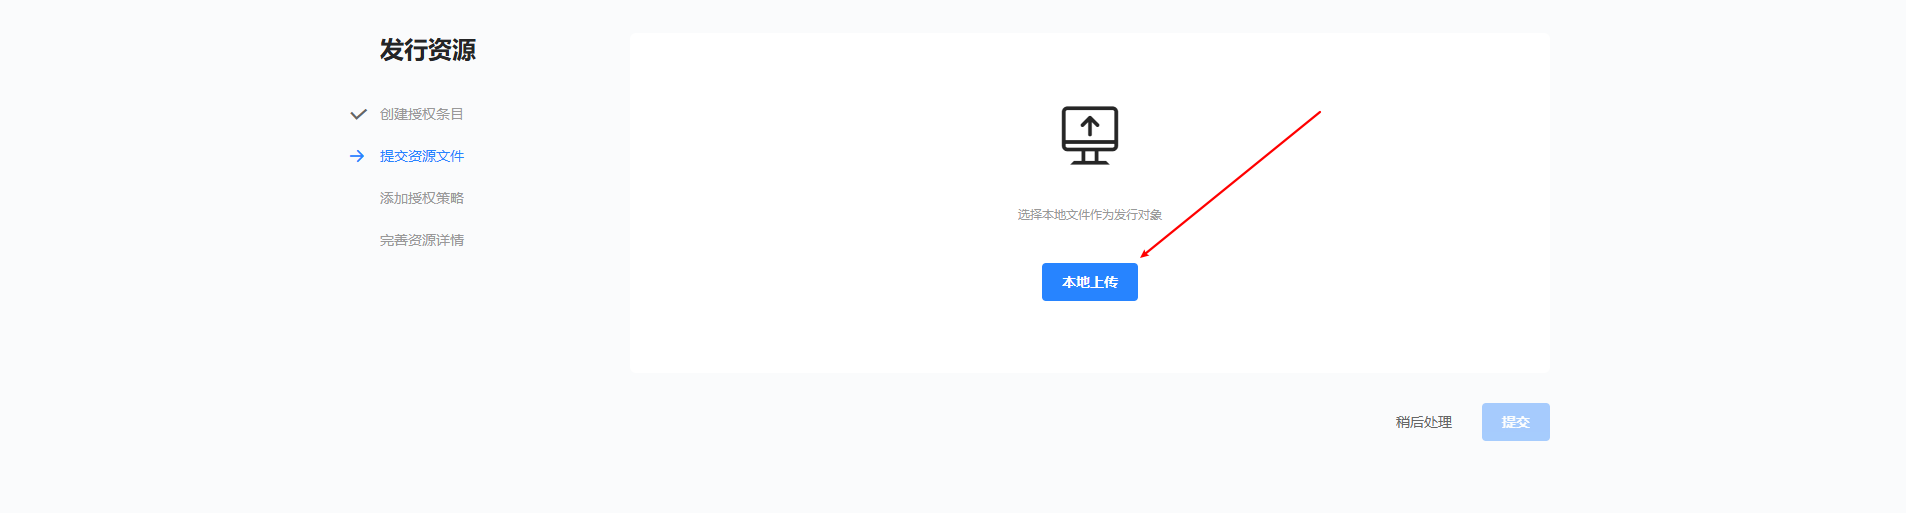 发行资源
创建授权条目
提交资源文件
添加授权策略
完善资源详情
选择本地文件作为发行对象
本地上传
稍后处理
提交